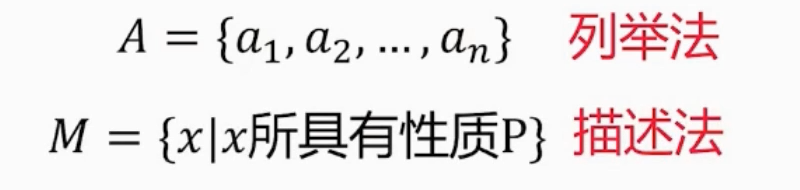 A = {a₁, a₂, ..., aₙ} 列举法
M = {x|x所具有性质P} 描述法